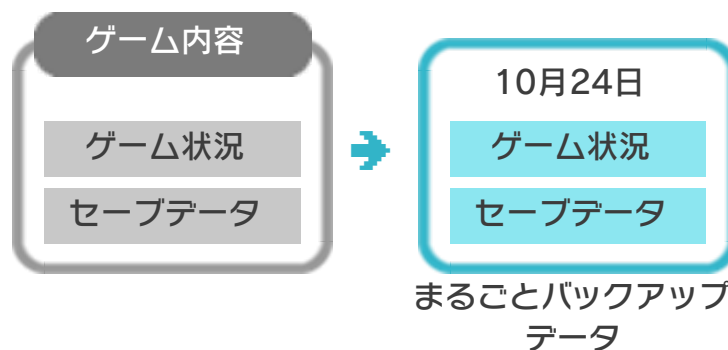 ゲーム内容
ゲーム状況
セーブデータ
10月24日
ゲーム状況
セーブデータ
まるごとバックアップ
データ